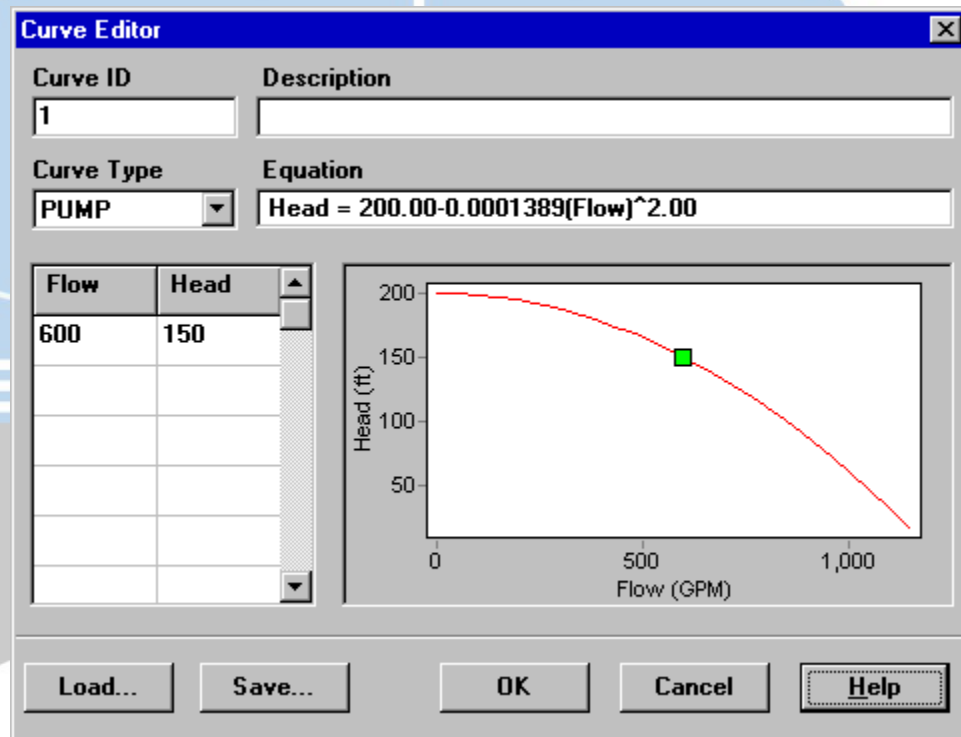 Curve Editor
Curve ID
Description
1
Curve Type
Equation
PUMP
Head = 200.00-0.0001389(Flow)^2.00
Flow Head
600 150
200
150
100
50
Head (ft)
0 500 1,000
Flow (GPM)
Load... Save... OK Cancel Help